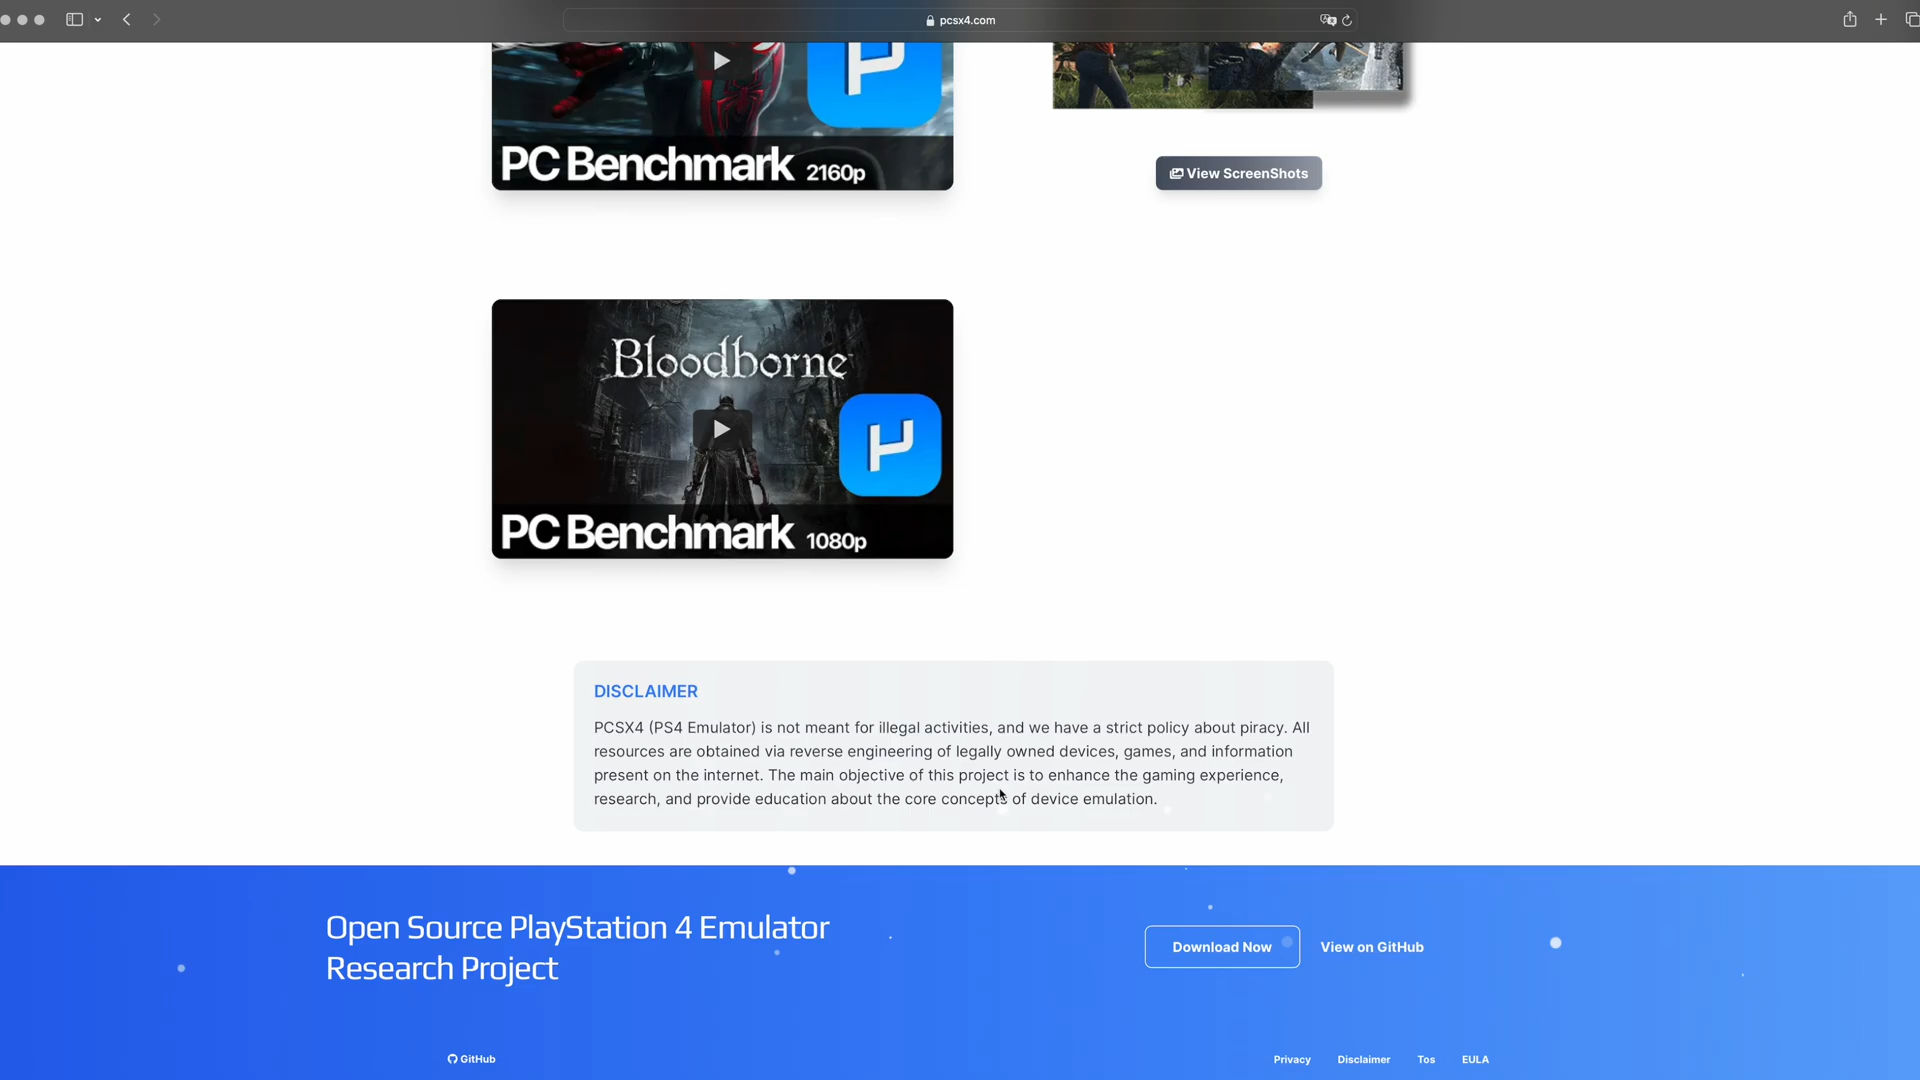 pcsx4.com
PC Benchmark 2160p
View ScreenShots
Bloodborne
PC Benchmark 1080p
DISCLAIMER
PCSX4 (PS4 Emulator) is not meant for illegal activities, and we have a strict policy about piracy. All
resources are obtained via reverse engineering of legally owned devices, games, and information
present on the internet. The main objective of this project is to enhance the gaming experience,
research, and provide education about the core concepts of device emulation.
Open Source PlayStation 4 Emulator
Research Project
Download Now
View on GitHub
GitHub
Privacy
Disclaimer
Tos
EULA